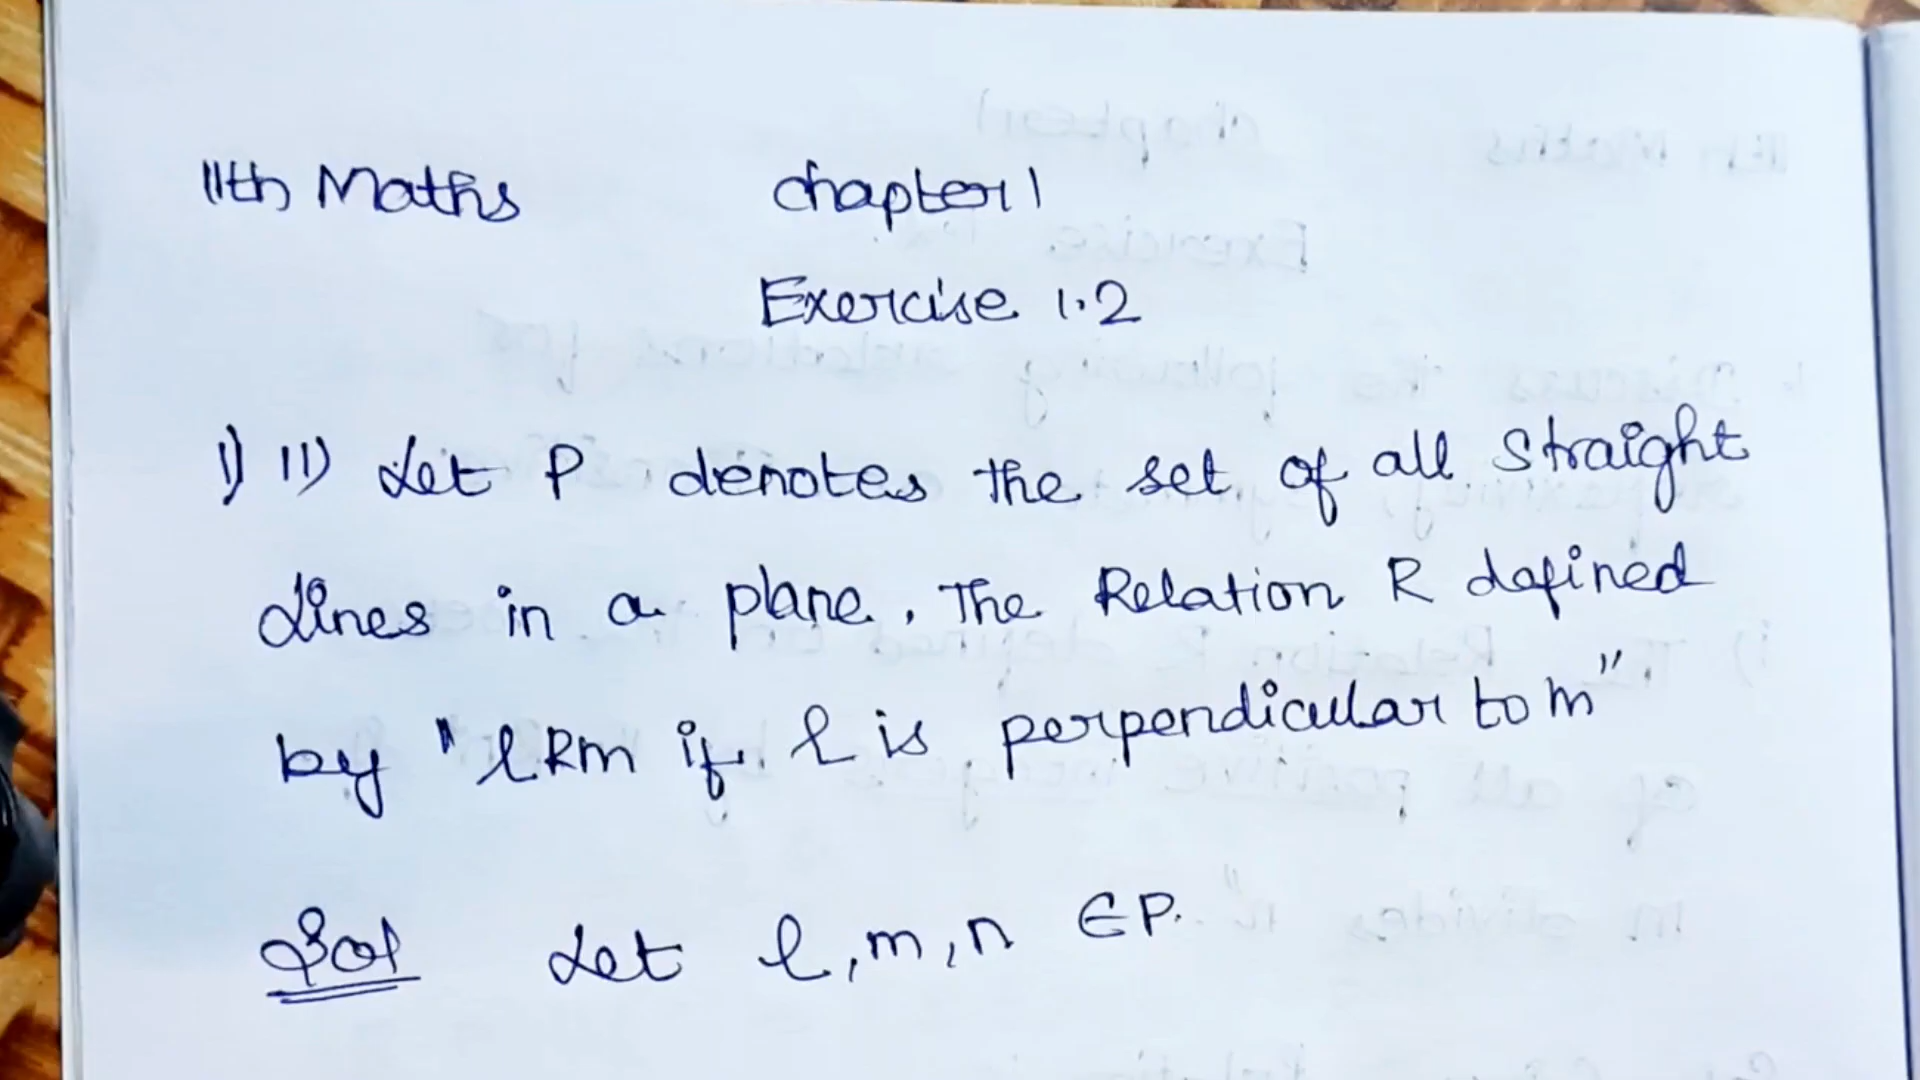 11th Maths chapter 1
Exercise 1.2
1) 11) Let P denotes the set of all straight
Lines in a plane. The Relation R defined
by "lRm if l is perpendicular to m"
Sol Let l, m, n ∈ P.